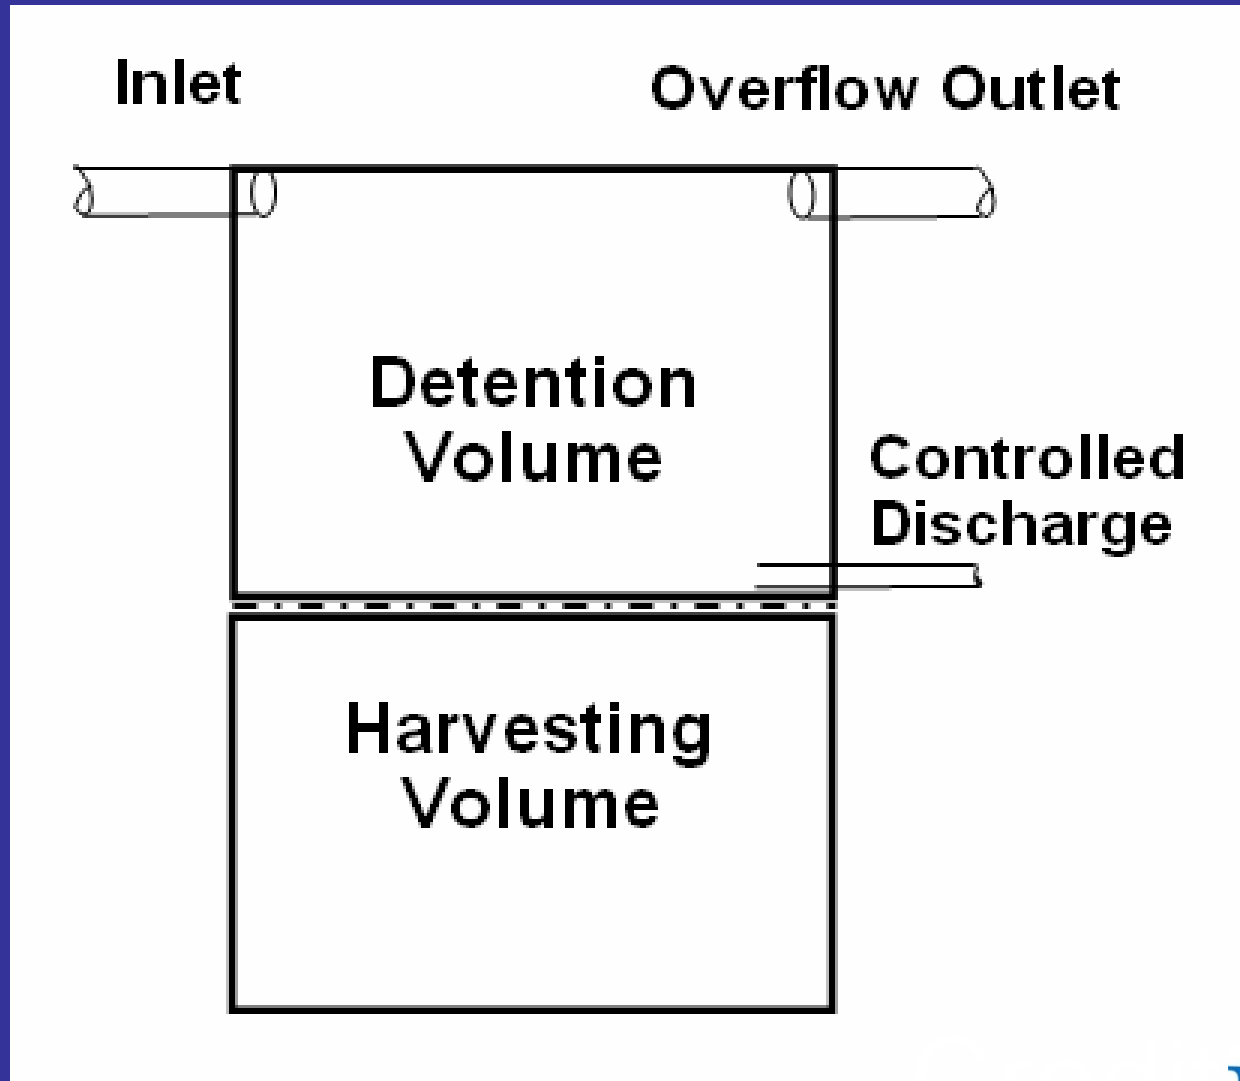 Inlet
Overflow Outlet
Detention
Volume
Controlled
Discharge
Harvesting
Volume